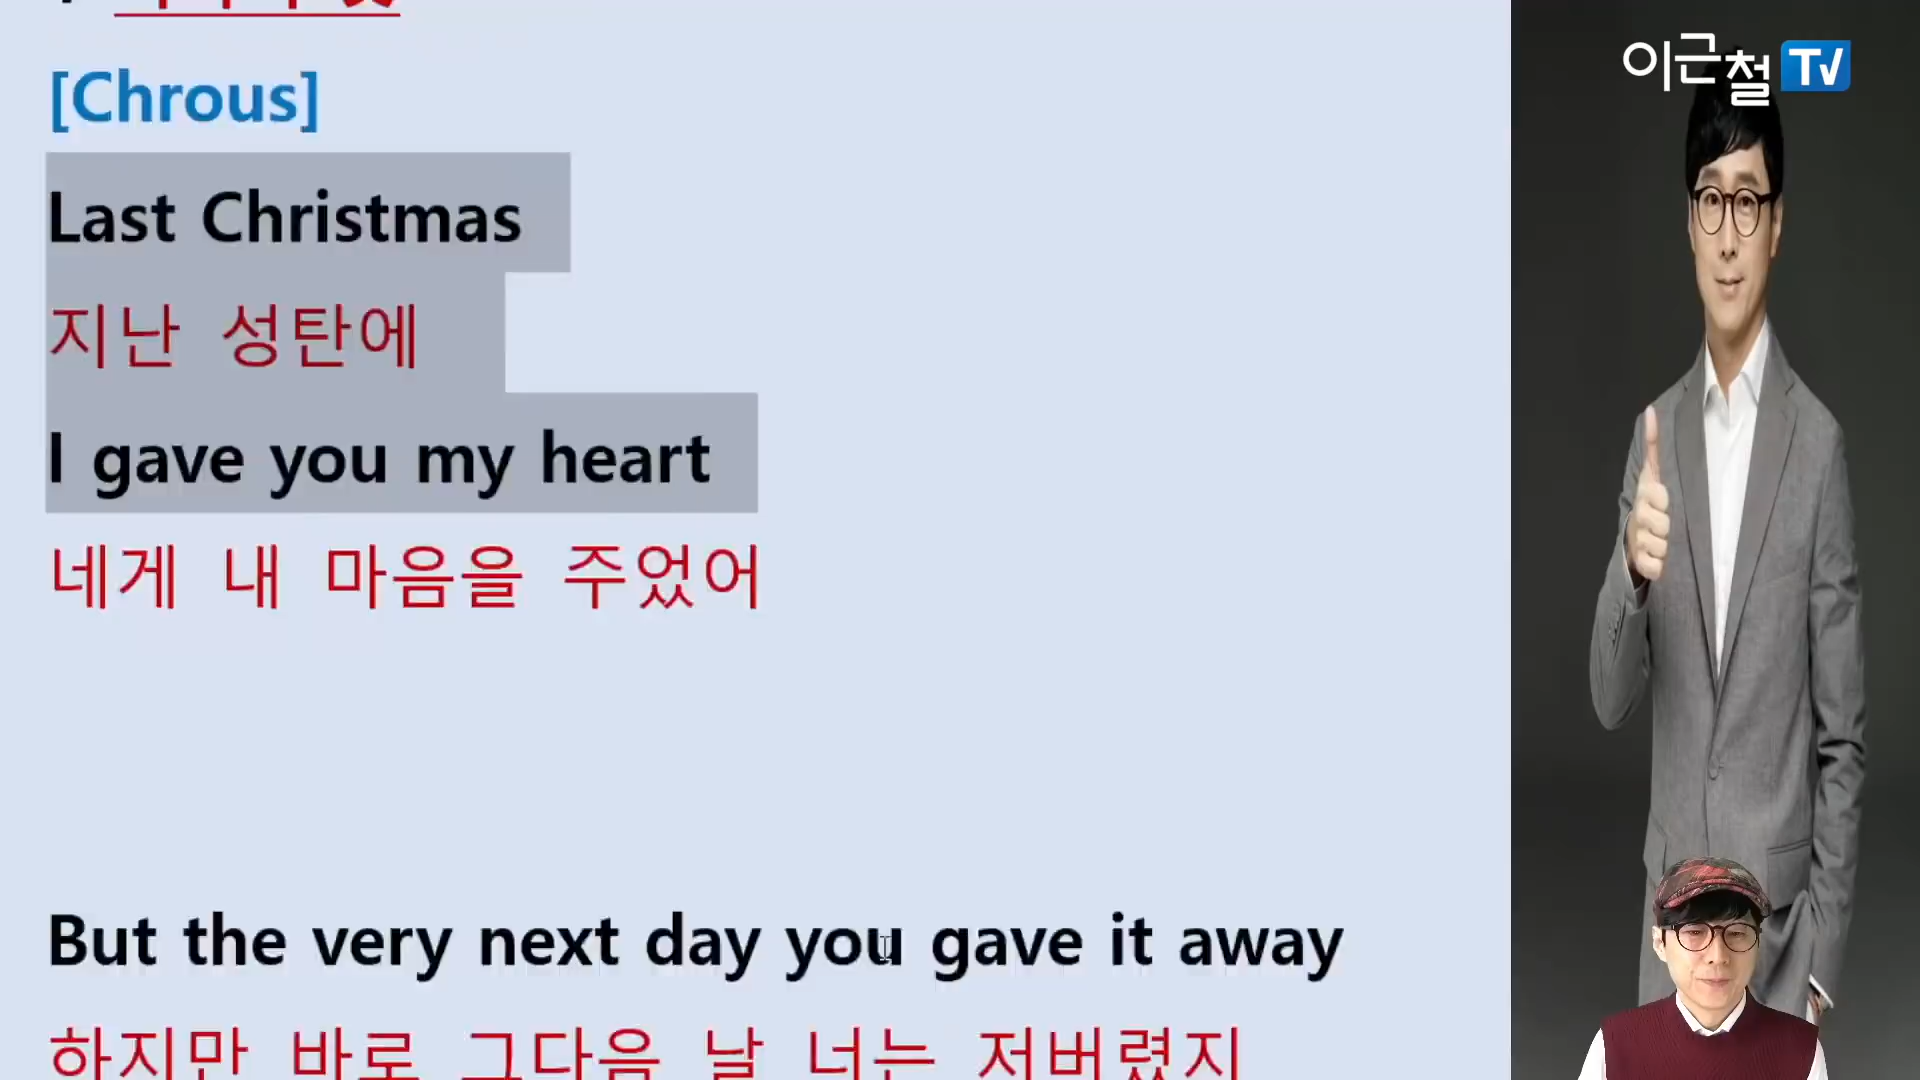 [Chrous]
Last Christmas
지난 성탄에
I gave you my heart
네게 내 마음을 주었어
But the very next day you gave it away
하지만 바로 그다음 날 너는 저버렸지
이근철 TV